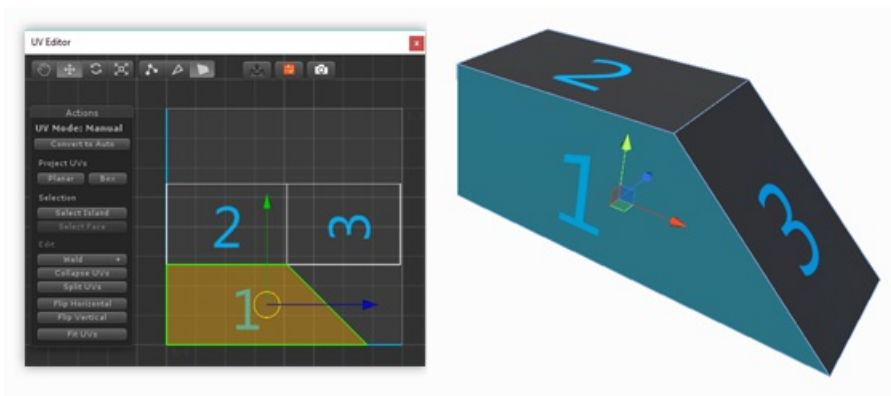 UV Editor
x
Actions
UV Mode: Manual
Convert to Auto
Project UVs
Planar Box
Selection
Select Island
Select Face
Edit
Weld +
Collapse UVs
Split UVs
Flip Horizontal
Flip Vertical
Fit UVs
2 3
1
2
1
3